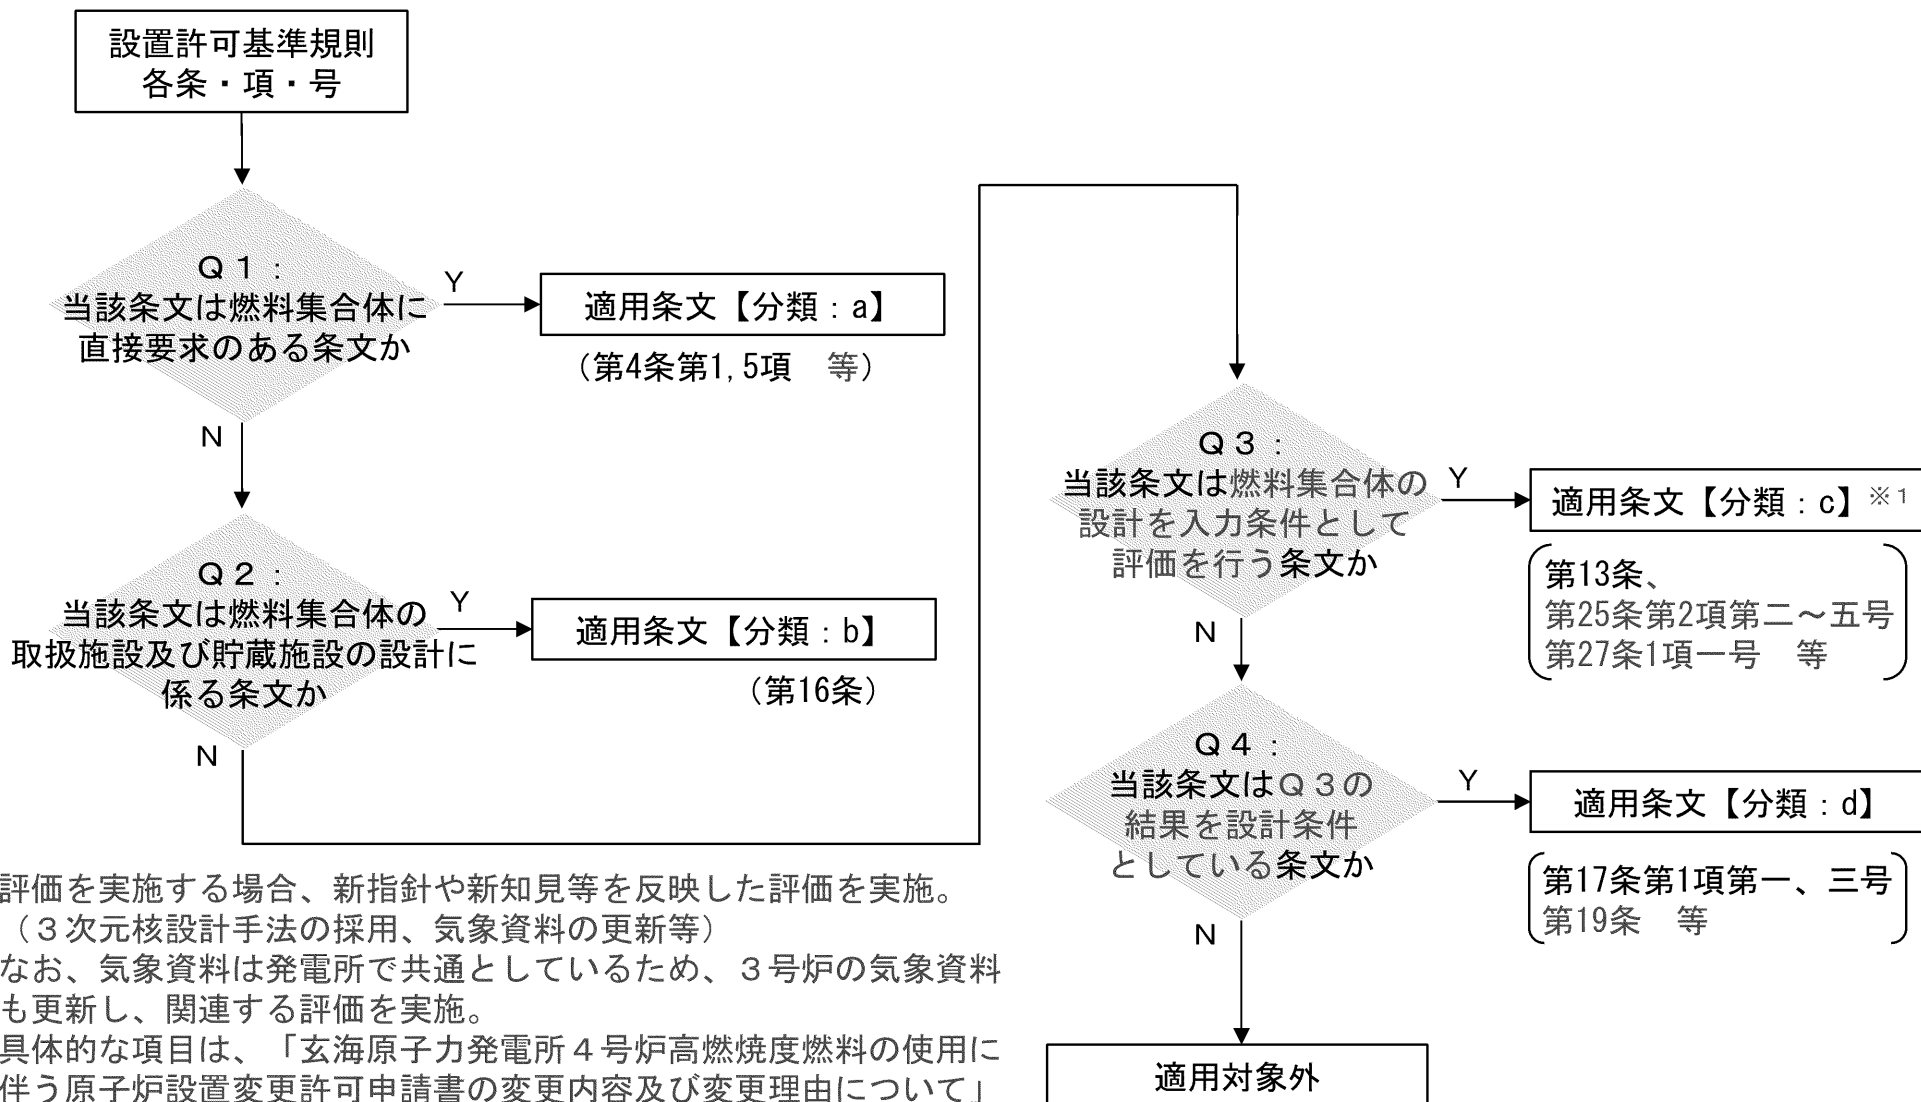 設置許可基準規則
各条・項・号
Ｑ１：
当該条文は燃料集合体に
直接要求のある条文か
Ｙ
適用条文【分類：a】
（第4条第1,5項　等）
Ｎ
Ｑ２：
当該条文は燃料集合体の
取扱施設及び貯蔵施設の設計に
係る条文か
Ｙ
適用条文【分類：b】
（第16条）
Ｎ
Ｑ３：
当該条文は燃料集合体の
設計を入力条件として
評価を行う条文か
Ｙ
適用条文【分類：c】※１
第13条、
第25条第2項第二～五号
第27条1項一号　等
Ｎ
Ｑ４：
当該条文はＱ３の
結果を設計条件
としている条文か
Ｙ
適用条文【分類：d】
第17条第1項第一、三号
第19条　等
Ｎ
適用対象外
評価を実施する場合、新指針や新知見等を反映した評価を実施。
（３次元核設計手法の採用、気象資料の更新等）
なお、気象資料は発電所で共通としているため、３号炉の気象資料
も更新し、関連する評価を実施。
具体的な項目は、「玄海原子力発電所４号炉高燃焼度燃料の使用に
伴う原子炉設置変更許可申請書の変更内容及び変更理由について」